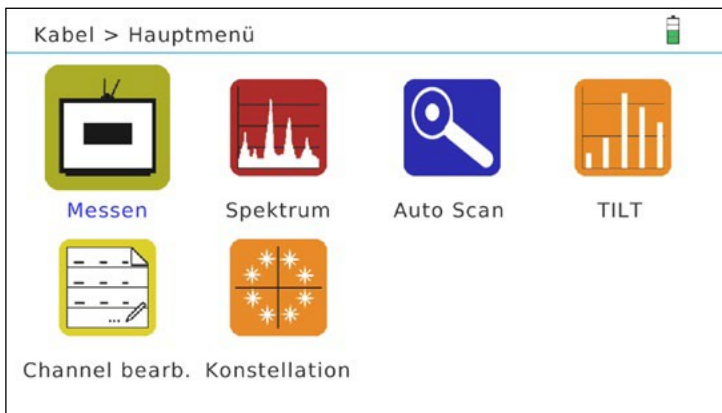 Kabel > Hauptmenü
Messen Spektrum Auto Scan TILT
Channel bearb. Konstellation